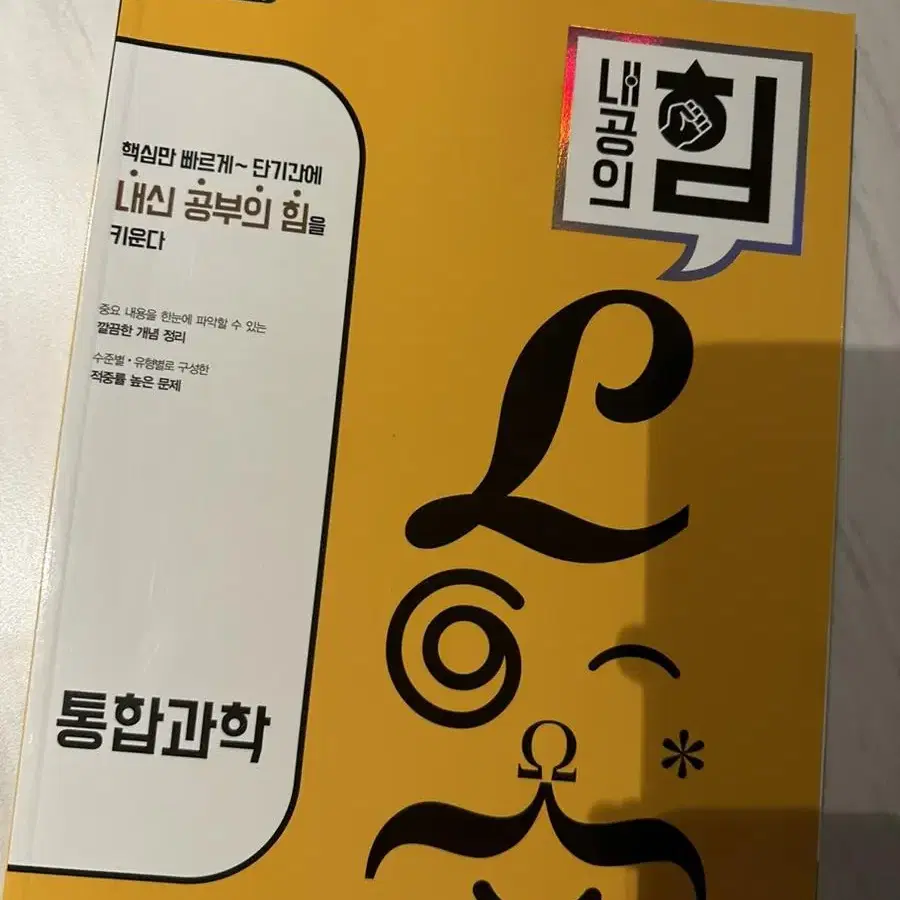 핵심만 빠르게~ 단기간에
내신 공부의 힘을
키운다
중요 내용을 한눈에 파악할 수 있는
깔끔한 개념 정리
수준별•유형별로 구성한
적중률 높은 문제
통합과학
내공의
힘
Ω
*